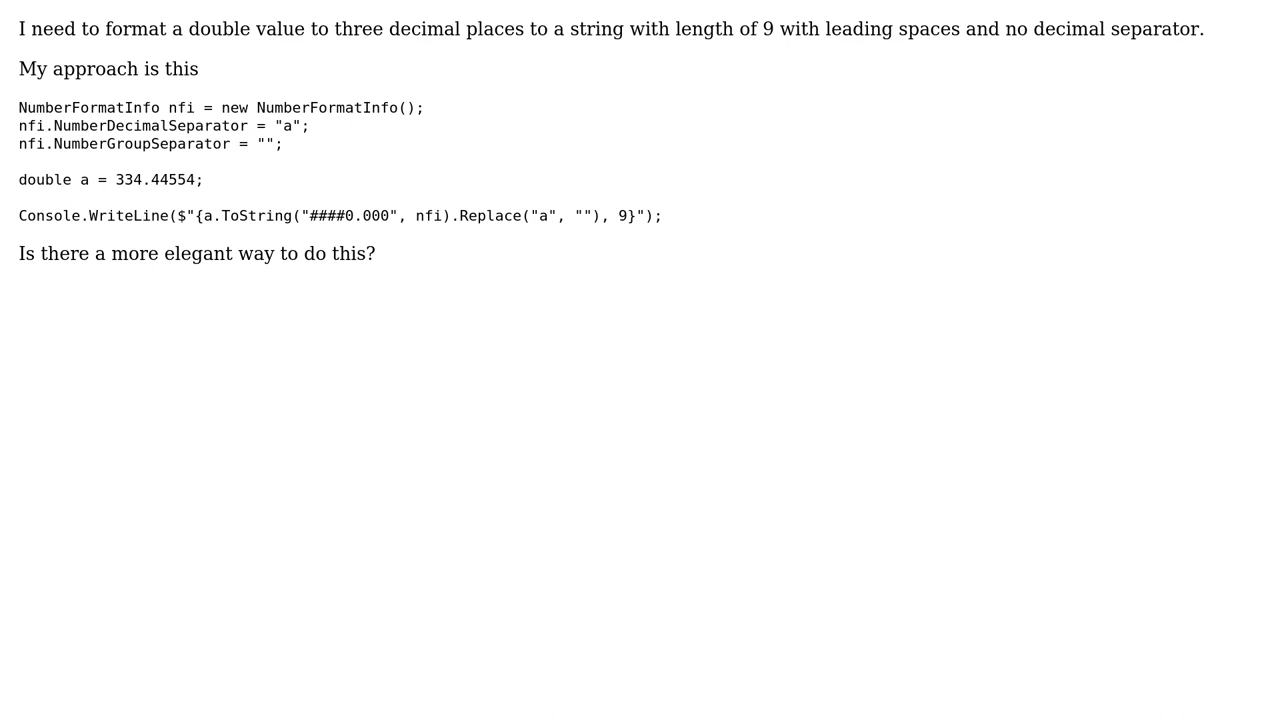 I need to format a double value to three decimal places to a string with length of 9 with leading spaces and no decimal separator.
My approach is this
NumberFormatInfo nfi = new NumberFormatInfo();
nfi.NumberDecimalSeparator = "a";
nfi.NumberGroupSeparator = "";
double a = 334.44554;
Console.WriteLine($"{a.ToString("####0.000", nfi).Replace("a", ""), 9}");
Is there a more elegant way to do this?